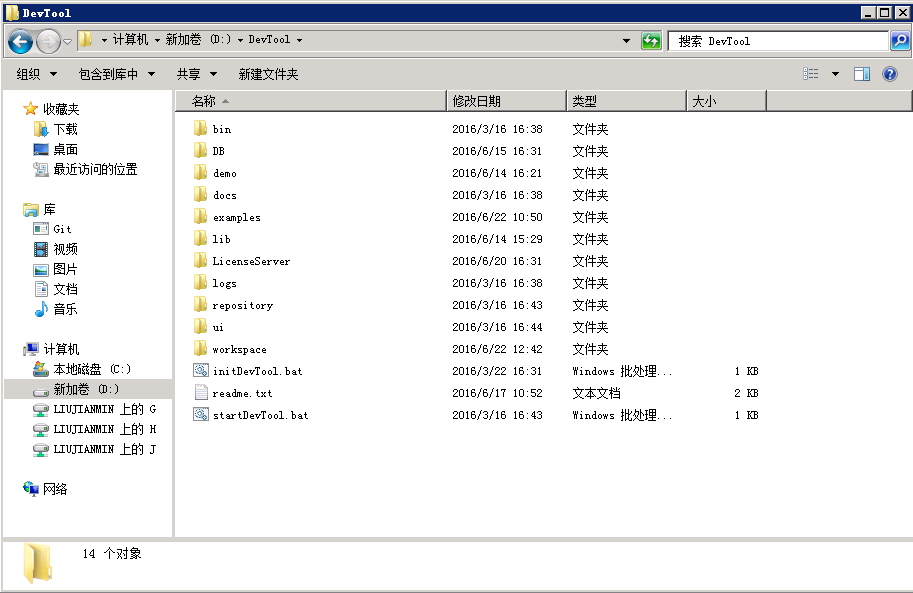 DevTool
计算机 新加卷 (D:) DevTool
搜索 DevTool
组织 包含到库中 共享 新建文件夹
名称 修改日期 类型 大小
收藏夹
下载
桌面
最近访问的位置
库
Git
视频
图片
文档
音乐
计算机
本地磁盘 (C:)
新加卷 (D:)
LIUJIANMIN 上的 G
LIUJIANMIN 上的 H
LIUJIANMIN 上的 J
网络
bin 2016/3/16 16:38 文件夹
DB 2016/6/15 16:31 文件夹
demo 2016/6/14 16:21 文件夹
docs 2016/3/16 16:38 文件夹
examples 2016/6/22 10:50 文件夹
lib 2016/6/14 15:29 文件夹
LicenseServer 2016/6/20 16:31 文件夹
logs 2016/3/16 16:38 文件夹
repository 2016/3/16 16:43 文件夹
ui 2016/3/16 16:44 文件夹
workspace 2016/6/22 12:42 文件夹
initDevTool.bat 2016/3/22 16:31 Windows 批处理... 1 KB
readme.txt 2016/6/17 10:52 文本文档 2 KB
startDevTool.bat 2016/3/16 16:43 Windows 批处理... 1 KB
14 个对象